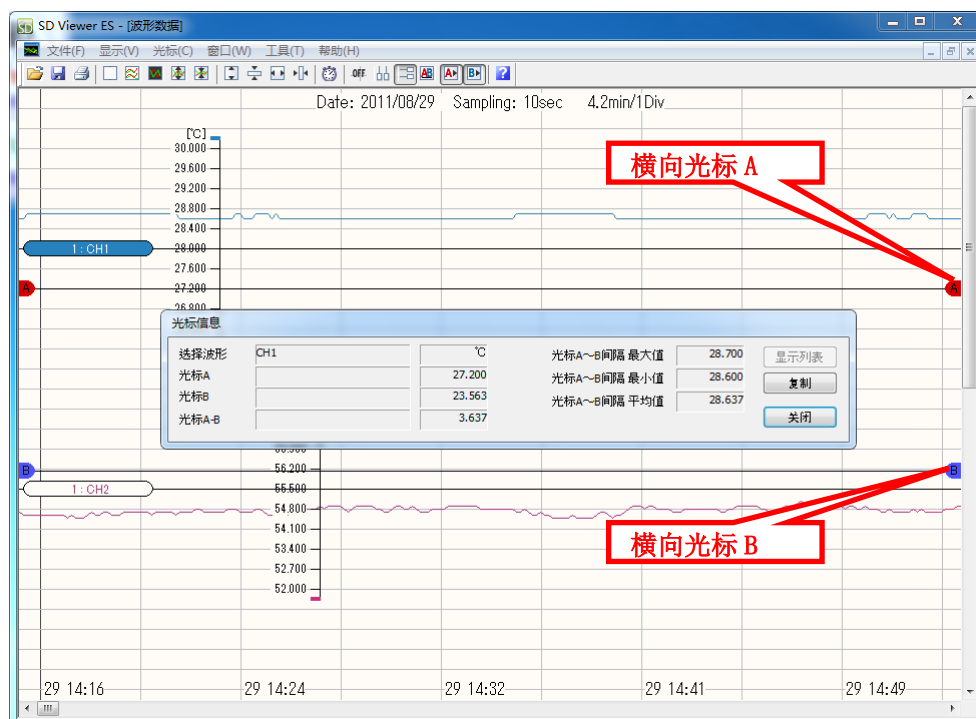 SD Viewer ES - [波形数据]
文件(F) 显示(V) 光标(C) 窗口(W) 工具(T) 帮助(H)
OFF AB A B ?
Date: 2011/08/29 Sampling: 10sec 4.2min/1Div
[℃]
30.000
29.600
29.200
28.800
28.400
1 : CH1
28.000
27.600
A
27.200
A
26.800
横向光标 A
光标信息
选择波形 CH1 ℃
光标A 27.200
光标B 23.563
光标A-B 3.637
光标A～B间隔 最大值 28.700
光标A～B间隔 最小值 28.600
光标A～B间隔 平均值 28.637
显示列表
复制
关闭
B
56.200
B
1 : CH2
55.500
54.800
54.100
53.400
52.700
52.000
横向光标 B
29 14:16 29 14:24 29 14:32 29 14:41 29 14:49